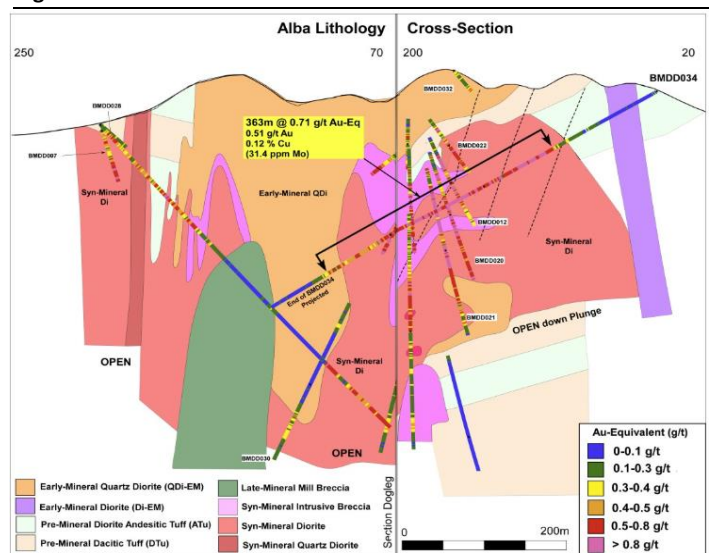 Alba Lithology Cross-Section
250
70
200
20
BMDD034
BMDD028
BMDD007
BMDD032
363m @ 0.71 g/t Au-Eq
0.51 g/t Au
0.12 % Cu
(31.4 ppm Mo)
BMDD022
Syn-Mineral
Di
Early-Mineral QDi
BMDD012
Syn-Mineral
Di
BMDD020
End of BMDD034
Projected
BMDD021
OPEN down Plunge
OPEN
Syn-Mineral
Di
OPEN
BMDD030
Section Dogleg
Au-Equivalent (g/t)
0-0.1 g/t
0.1-0.3 g/t
0.3-0.4 g/t
0.4-0.5 g/t
0.5-0.8 g/t
> 0.8 g/t
Early-Mineral Quartz Diorite (QDi-EM)
Early-Mineral Diorite (Di-EM)
Pre-Mineral Diorite Andesitic Tuff (ATu)
Pre-Mineral Dacitic Tuff (DTu)
Late-Mineral Mill Breccia
Syn-Mineral Intrusive Breccia
Syn-Mineral Diorite
Syn-Mineral Quartz Diorite
0
200m